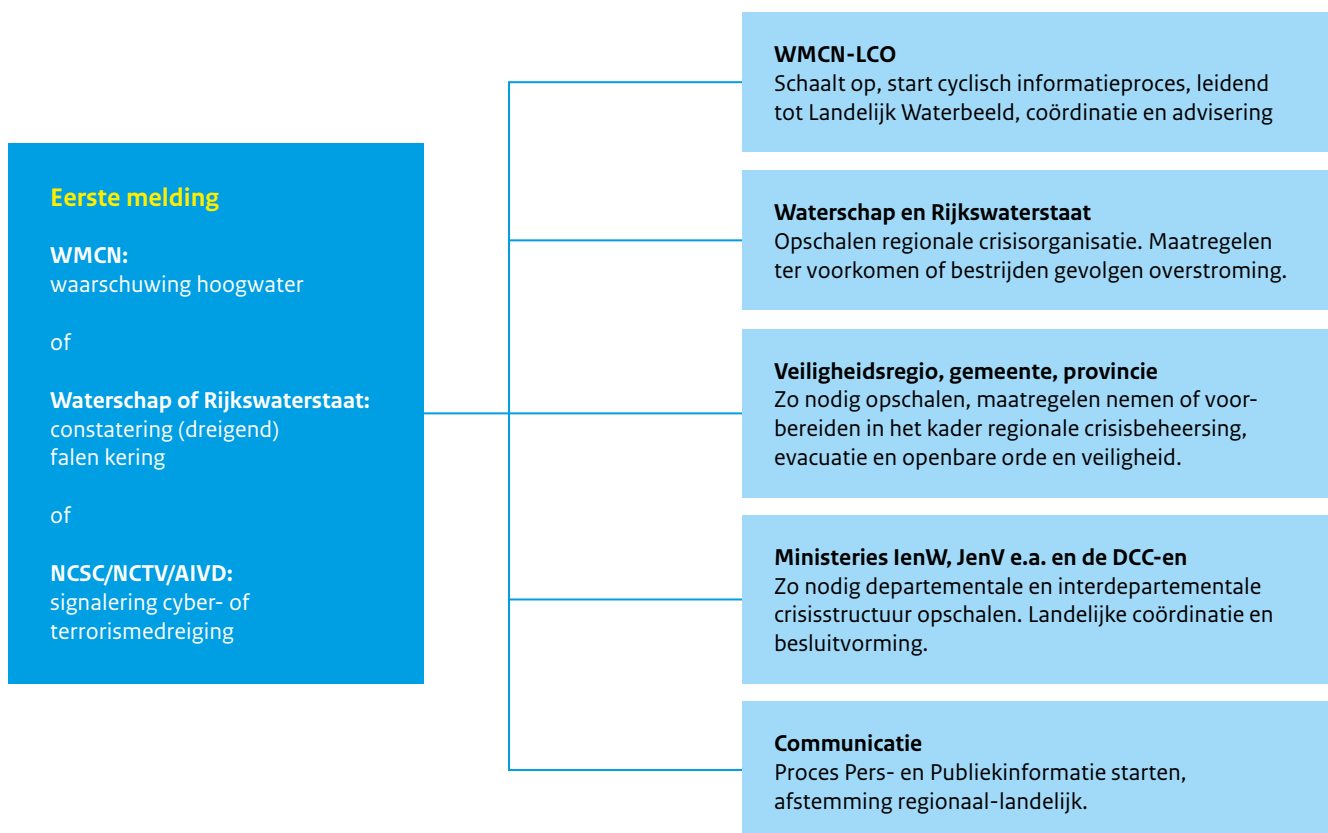 Eerste melding
WMCN:
waarschuwing hoogwater
of
Waterschap of Rijkswaterstaat:
constatering (dreigend)
falen kering
of
NCSC/NCTV/AIVD:
signalering cyber- of
terrorismedreiging
WMCN-LCO
Schaalt op, start cyclisch informatieproces, leidend
tot Landelijk Waterbeeld, coördinatie en advisering
Waterschap en Rijkswaterstaat
Opschalen regionale crisisorganisatie. Maatregelen
ter voorkomen of bestrijden gevolgen overstroming.
Veiligheidsregio, gemeente, provincie
Zo nodig opschalen, maatregelen nemen of voor-
bereiden in het kader regionale crisisbeheersing,
evacuatie en openbare orde en veiligheid.
Ministeries IenW, JenV e.a. en de DCC-en
Zo nodig departementale en interdepartementale
crisisstructuur opschalen. Landelijke coördinatie en
besluitvorming.
Communicatie
Proces Pers- en Publiekinformatie starten,
afstemming regionaal-landelijk.